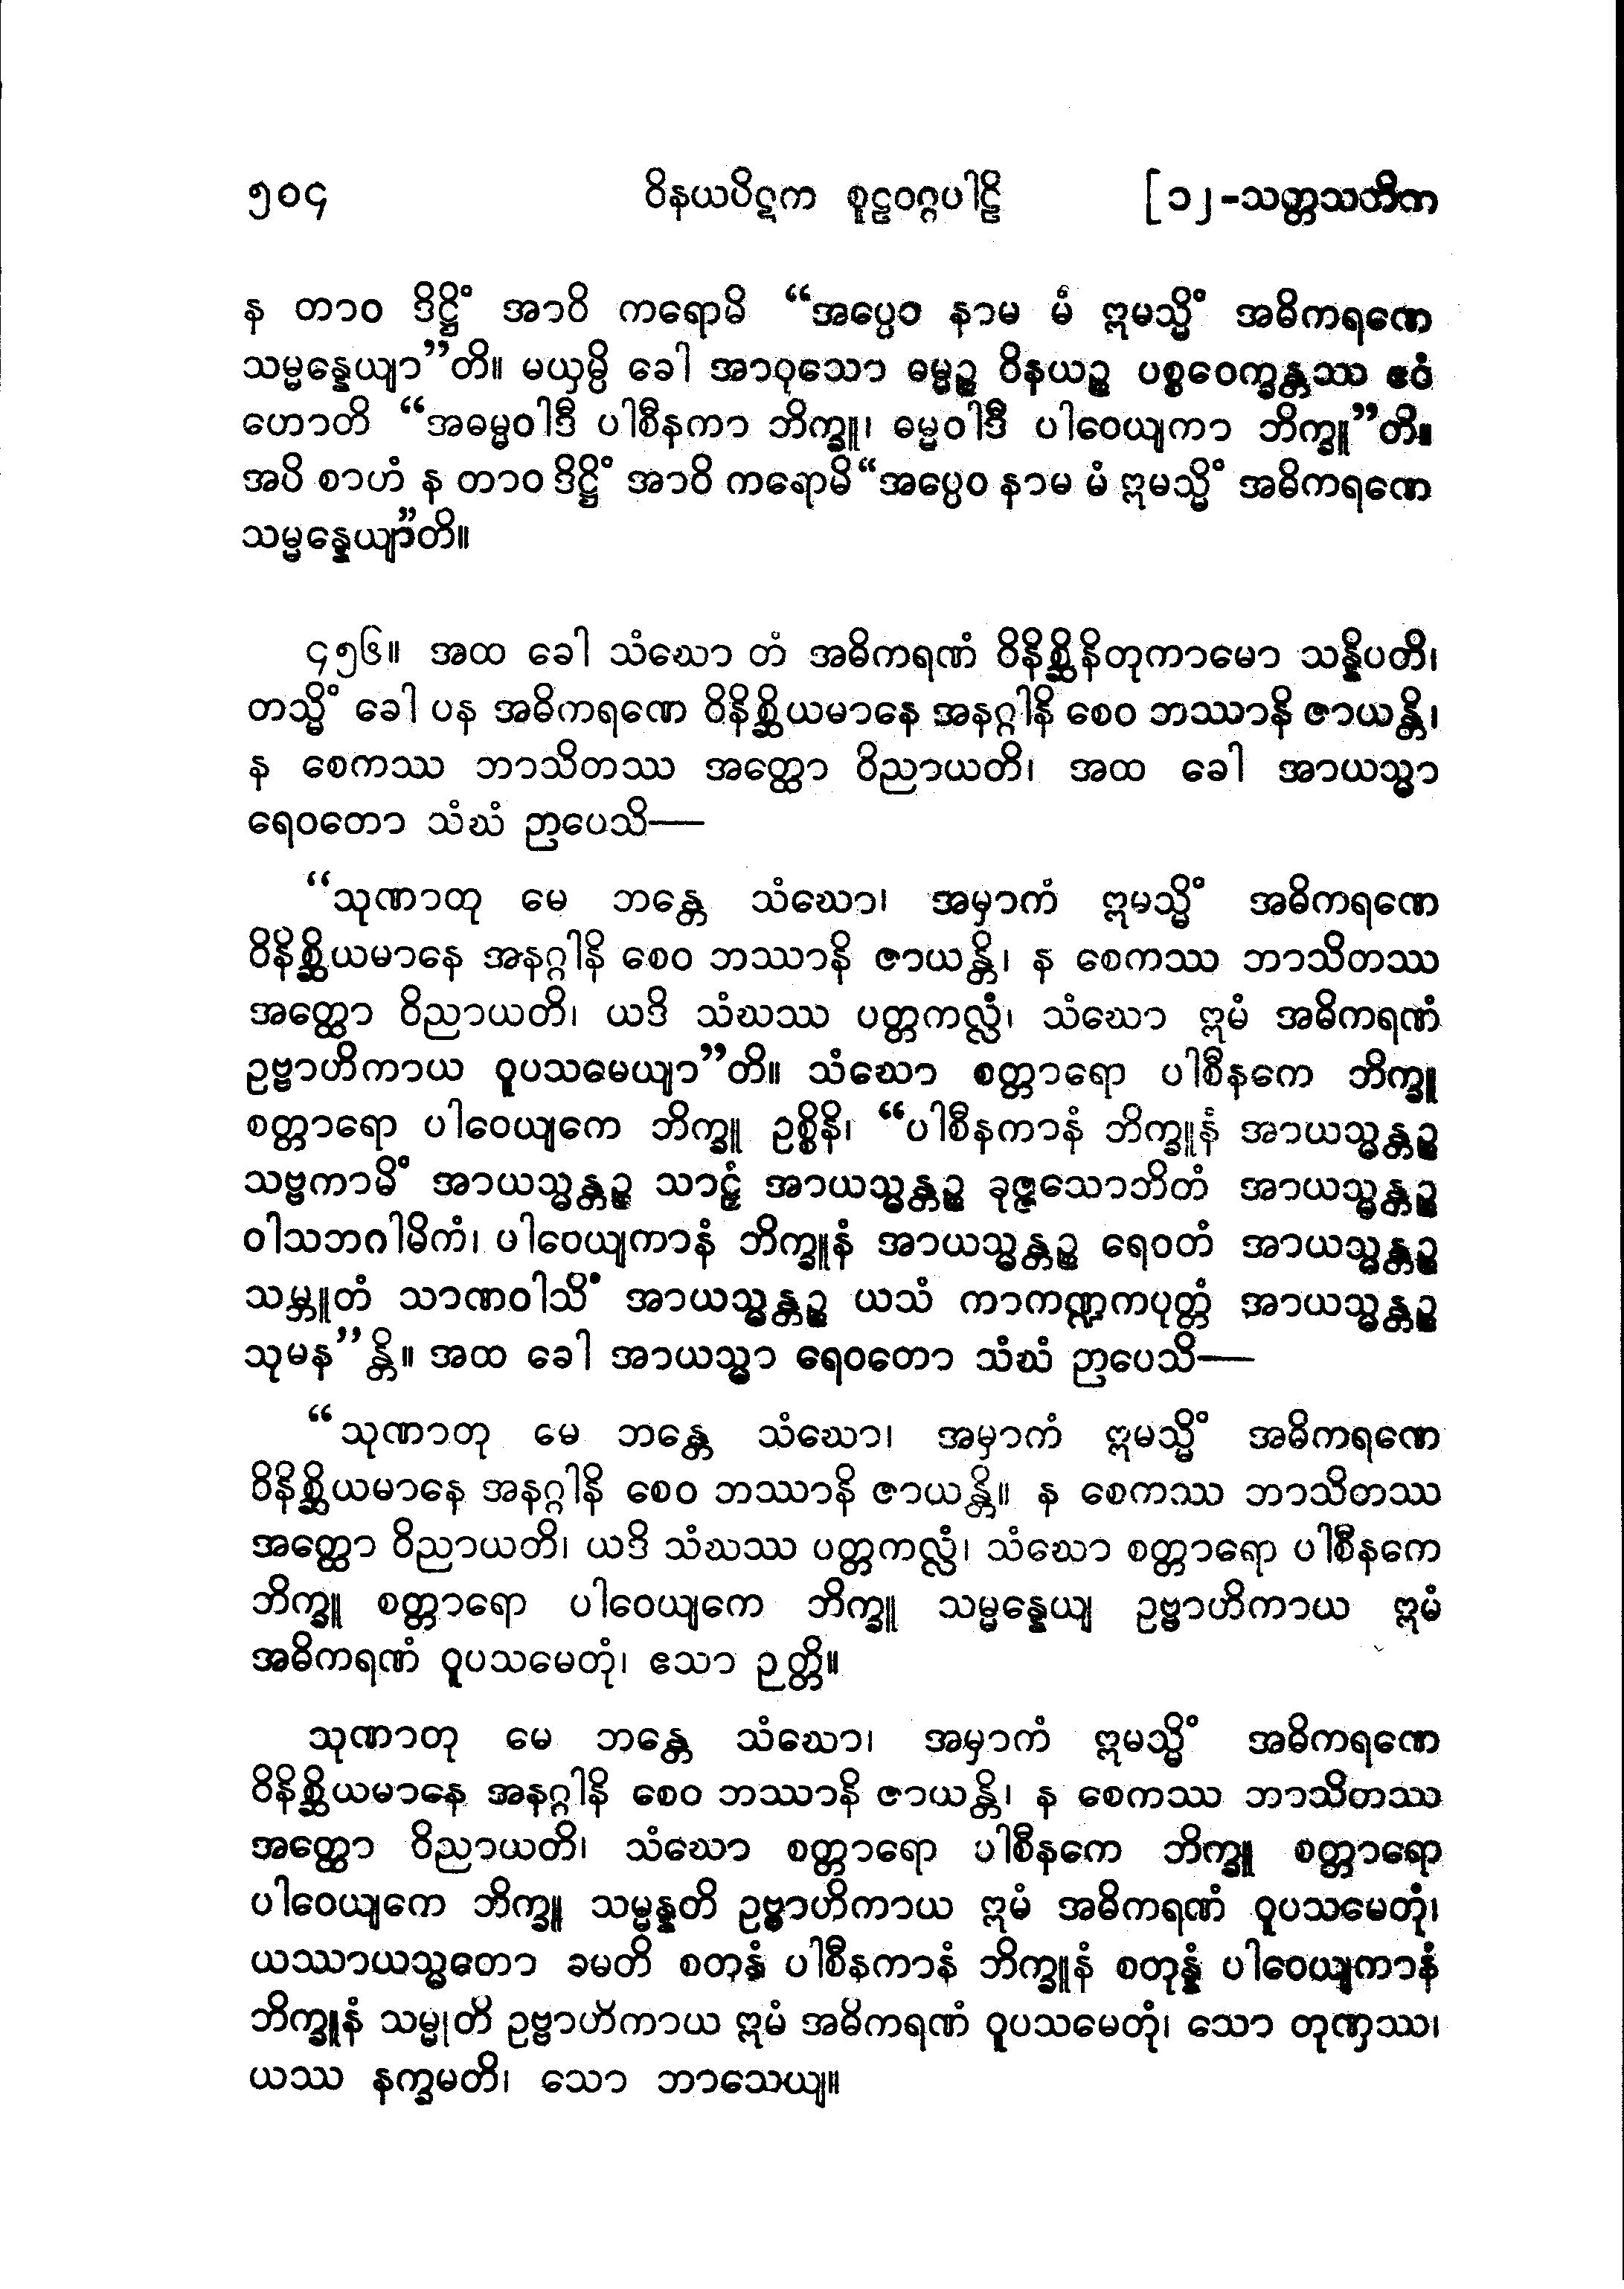 ၅၀၄ ဝိနယပိဋက စူဠဝဂ္ဂပါဠိ [၁၂-သတ္တသတိက
န တာဝ ဒိဋ္ဌိံ အာဝိ ကရောမိ “အပ္ပေဝ နာမ မံ ဣမသ္မိံ အဓိကရဏေ
သမ္မန္နေယျာ”တိ။ မယှမ္ပိ ခေါ အာဝုသော ဓမ္မဉ္စ ဝိနယဉ္စ ပစ္စဝေက္ခန္တဿ ဧဝံ
ဟောတိ “အဓမ္မဝါဒီ ပါစီနကာ ဘိက္ခူ၊ ဓမ္မဝါဒီ ပါဝေယျကာ ဘိက္ခူ”တိ။
အပိ စာဟံ န တာဝ ဒိဋ္ဌိံ အာဝိ ကရောမိ “အပ္ပေဝ နာမ မံ ဣမသ္မိံ အဓိကရဏေ
သမ္မန္နေယျာ”တိ။
၄၅၆။ အထ ခေါ သံဃော တံ အဓိကရဏံ ဝိနိစ္ဆိနိတုကာမော သန္နိပတိ၊
တသ္မိံ ခေါ ပန အဓိကရဏေ ဝိနိစ္ဆိယမာနေ အနဂ္ဂါနိ စေဝ ဘဿာနိ ဇာယန္တိ၊
န စေကဿ ဘာသိတဿ အတ္ထော ဝိညာယတိ၊ အထ ခေါ အာယသ္မာ
ရေဝတော သံဃံ ဉာပေသိ—
“သုဏာတု မေ ဘန္တေ သံဃော၊ အမှာကံ ဣမသ္မိံ အဓိကရဏေ
ဝိနိစ္ဆိယမာနေ အနဂ္ဂါနိ စေဝ ဘဿာနိ ဇာယန္တိ၊ န စေကဿ ဘာသိတဿ
အတ္ထော ဝိညာယတိ၊ ယဒိ သံဃဿ ပတ္တကလ္လံ၊ သံဃော ဣမံ အဓိကရဏံ
ဥဗ္ဗာဟိကာယ ဝူပသမေယျာ”တိ။ သံဃော စတ္တာရော ပါစီနကေ ဘိက္ခူ
စတ္တာရော ပါဝေယျကေ ဘိက္ခူ ဥစ္စိနိ၊ “ပါစီနကာနံ ဘိက္ခူနံ အာယသ္မန္တဉ္စ
သဗ္ဗကာမိံ အာယသ္မန္တဉ္စ သာဠှံ အာယသ္မန္တဉ္စ ခုဇ္ဇသောဘိတံ အာယသ္မန္တဉ္စ
ဝါသဘဂါမိကံ၊ ပါဝေယျကာနံ ဘိက္ခူနံ အာယသ္မန္တဉ္စ ရေဝတံ အာယသ္မန္တဉ္စ
သမ္ဘူတံ သာဏဝါသိံ အာယသ္မန္တဉ္စ ယသံ ကာကဏ္ဍကပုတ္တံ အာယသ္မန္တဉ္စ
သုမန”န္တိ။ အထ ခေါ အာယသ္မာ ရေဝတော သံဃံ ဉာပေသိ—
“သုဏာတု မေ ဘန္တေ သံဃော၊ အမှာကံ ဣမသ္မိံ အဓိကရဏေ
ဝိနိစ္ဆိယမာနေ အနဂ္ဂါနိ စေဝ ဘဿာနိ ဇာယန္တိ။ န စေကဿ ဘာသိတဿ
အတ္ထော ဝိညာယတိ၊ ယဒိ သံဃဿ ပတ္တကလ္လံ၊ သံဃော စတ္တာရော ပါစီနကေ
ဘိက္ခူ စတ္တာရော ပါဝေယျကေ ဘိက္ခူ သမ္မန္နေယျ ဥဗ္ဗာဟိကာယ ဣမံ
အဓိကရဏံ ဝူပသမေတုံ၊ ဧသာ ဉတ္တိ။
သုဏာတု မေ ဘန္တေ သံဃော၊ အမှာကံ ဣမသ္မိံ အဓိကရဏေ
ဝိနိစ္ဆိယမာနေ အနဂ္ဂါနိ စေဝ ဘဿာနိ ဇာယန္တိ၊ န စေကဿ ဘာသိတဿ
အတ္ထော ဝိညာယတိ၊ သံဃော စတ္တာရော ပါစီနကေ ဘိက္ခူ စတ္တာရော
ပါဝေယျကေ ဘိက္ခူ သမ္မန္နတိ ဥဗ္ဗာဟိကာယ ဣမံ အဓိကရဏံ ဝူပသမေတုံ၊
ယဿာယသ္မတော ခမတိ စတုန္နံ ပါစီနကာနံ ဘိက္ခူနံ စတုန္နံ ပါဝေယျကာနံ
ဘိက္ခူနံ သမ္မုတိ ဥဗ္ဗာဟိကာယ ဣမံ အဓိကရဏံ ဝူပသမေတုံ၊ သော တုဏှဿ၊
ယဿ နက္ခမတိ၊ သော ဘာသေယျ။